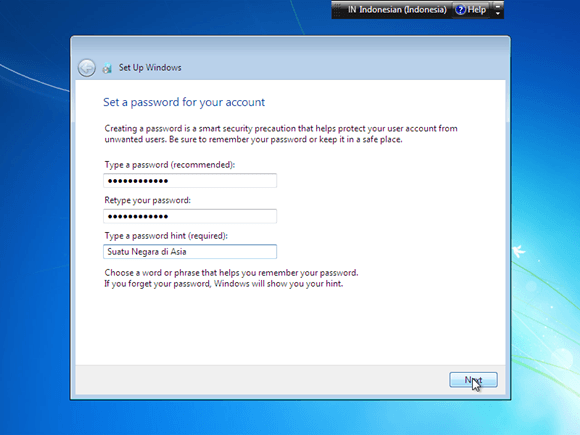 IN Indonesian (Indonesia) Help
Set Up Windows
Set a password for your account
Creating a password is a smart security precaution that helps protect your user account from
unwanted users. Be sure to remember your password or keep it in a safe place.
Type a password (recommended):
••••••••••••
Retype your password:
••••••••••••
Type a password hint (required):
Suatu Negara di Asia
Choose a word or phrase that helps you remember your password.
If you forget your password, Windows will show you your hint.
Next